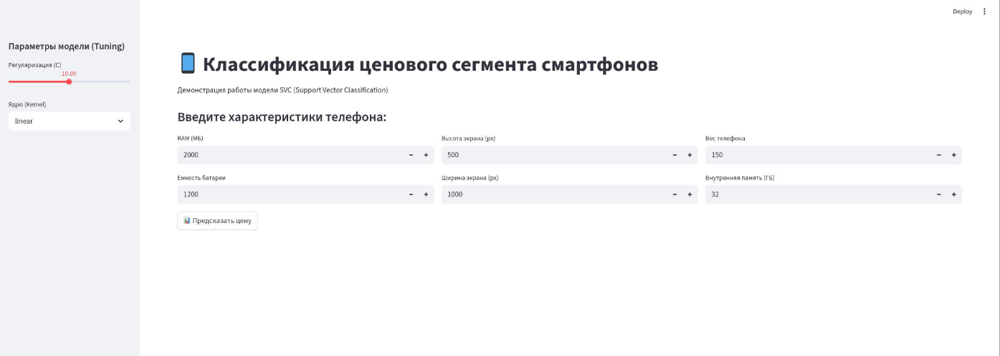 Deploy
Параметры модели (Tuning)
Регуляризация (C)
10.00
Ядро (Kernel)
linear
Классификация ценового сегмента смартфонов
Демонстрация работы модели SVC (Support Vector Classification)
Введите характеристики телефона:
RAM (МБ)
2000
Высота экрана (px)
500
Вес телефона
150
Емкость батареи
1200
Ширина экрана (px)
1000
Внутренняя память (ГБ)
32
Предсказать цену